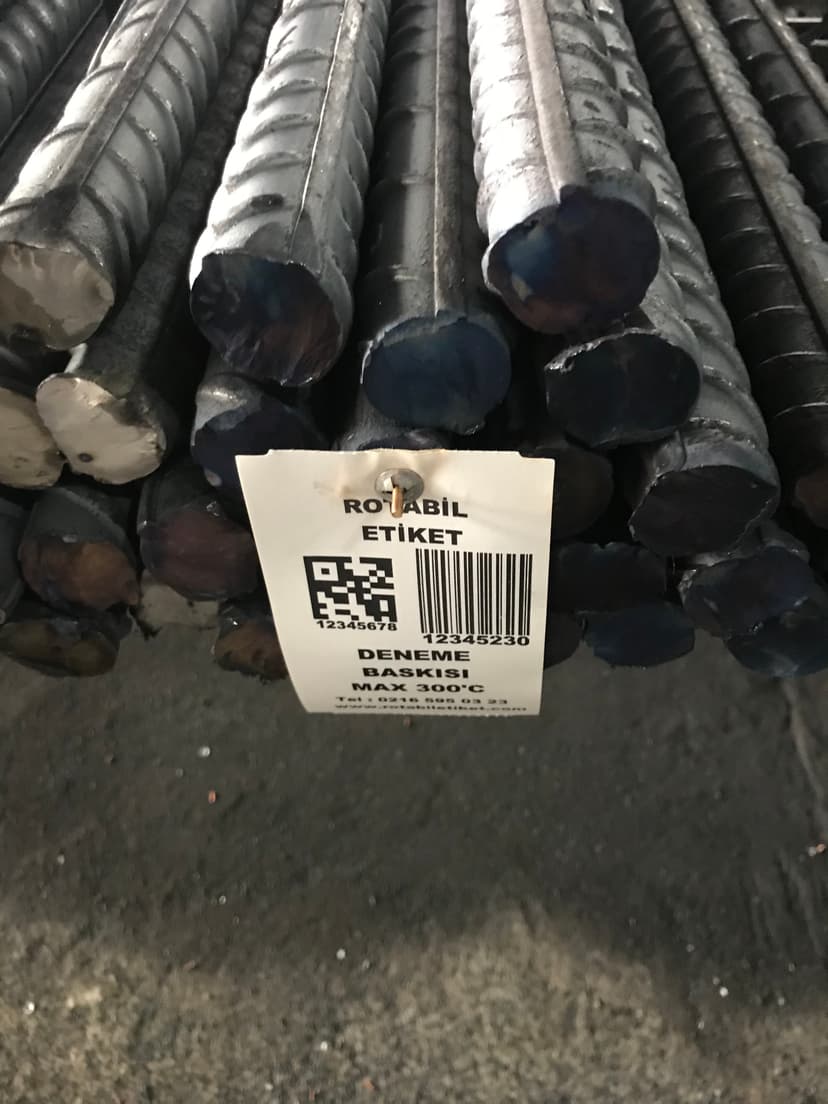 ROTABİL
ETİKET
12345678
12345230
DENEME
BASKISI
MAX 300'C
Tel : 0216 595 03 23
www.rotabiletiket.com